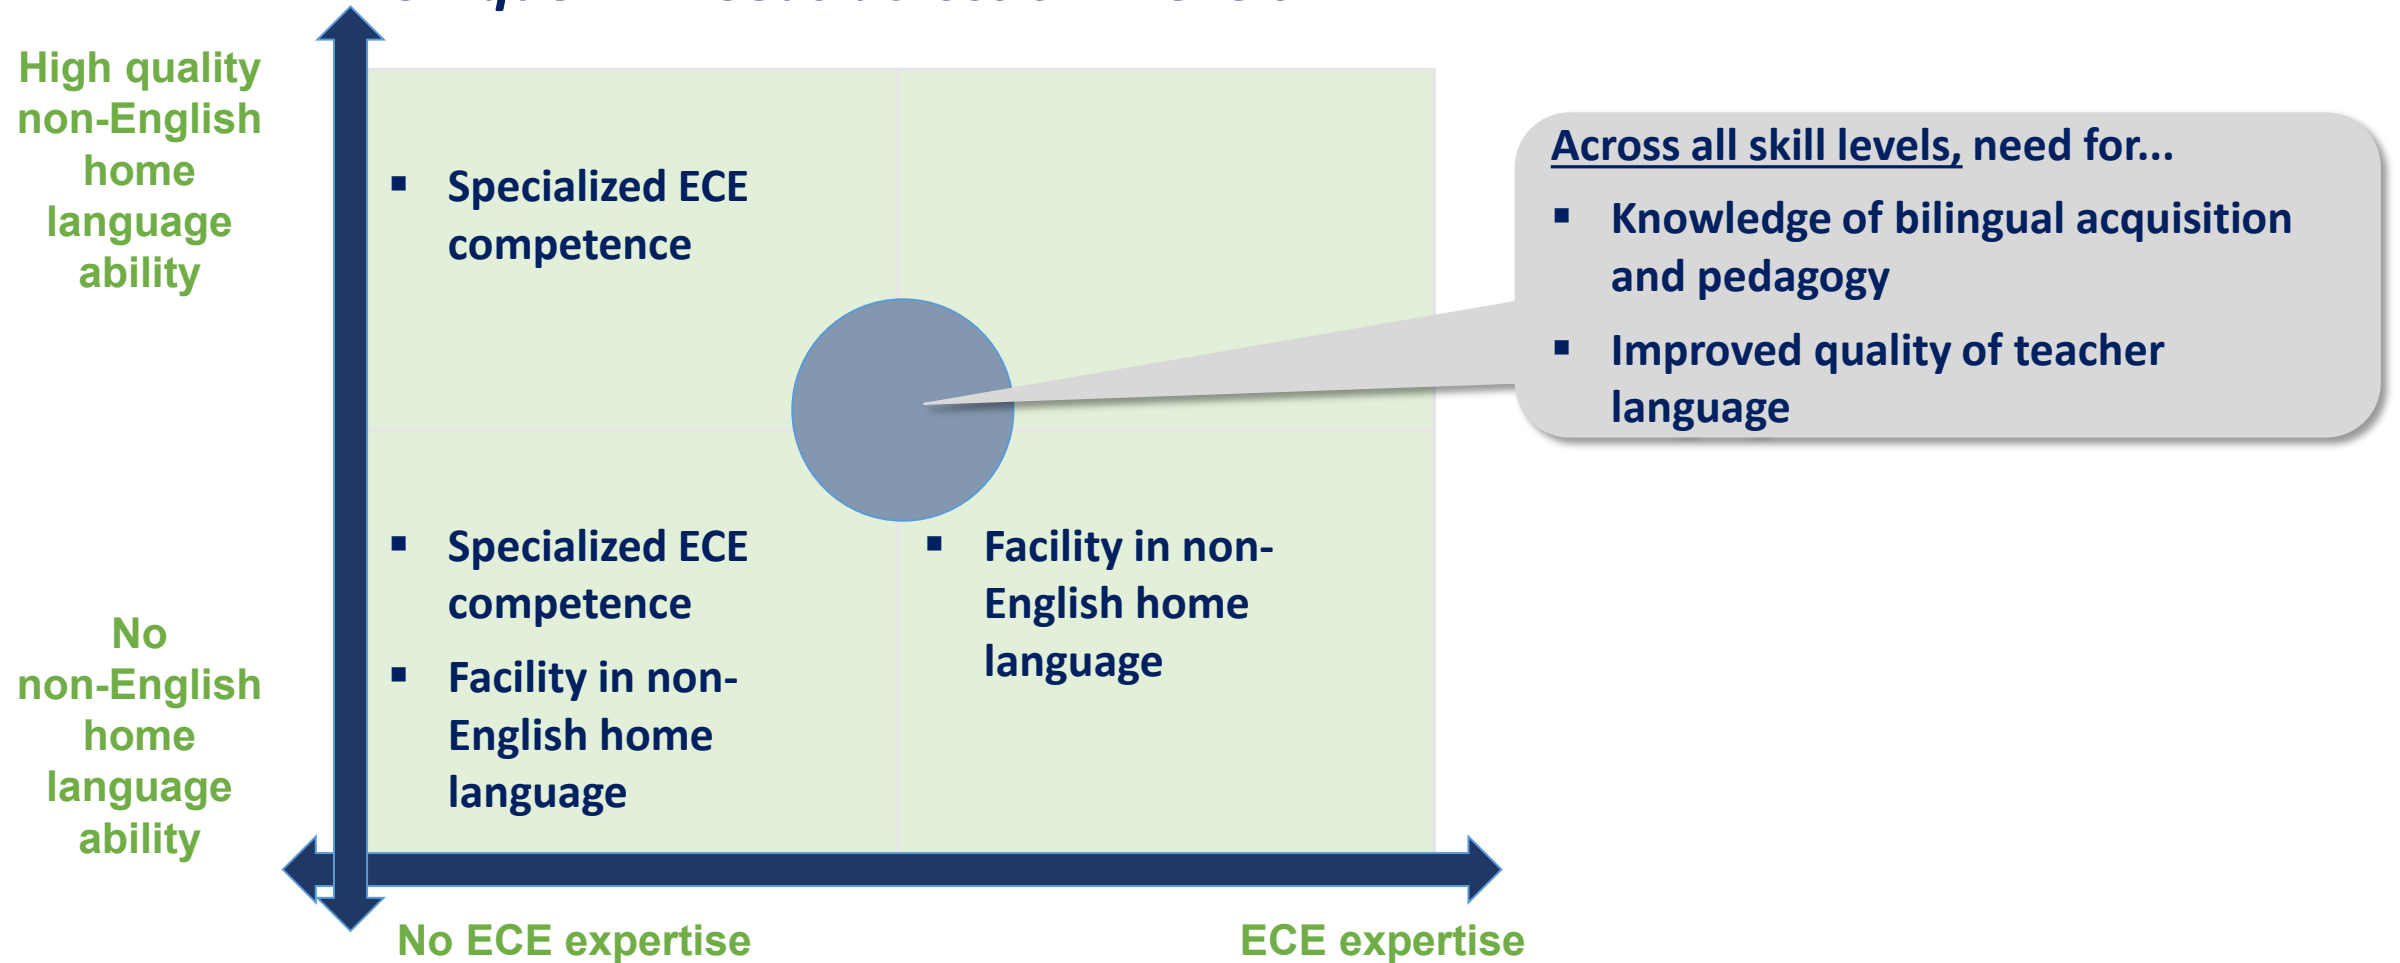 High quality
non-English
home
language
ability
▪ Specialized ECE
competence
Across all skill levels, need for...
▪ Knowledge of bilingual acquisition
and pedagogy
▪ Improved quality of teacher
language
No
non-English
home
language
ability
▪ Specialized ECE
competence
▪ Facility in non-
English home
language
▪ Facility in non-
English home
language
No ECE expertise
ECE expertise